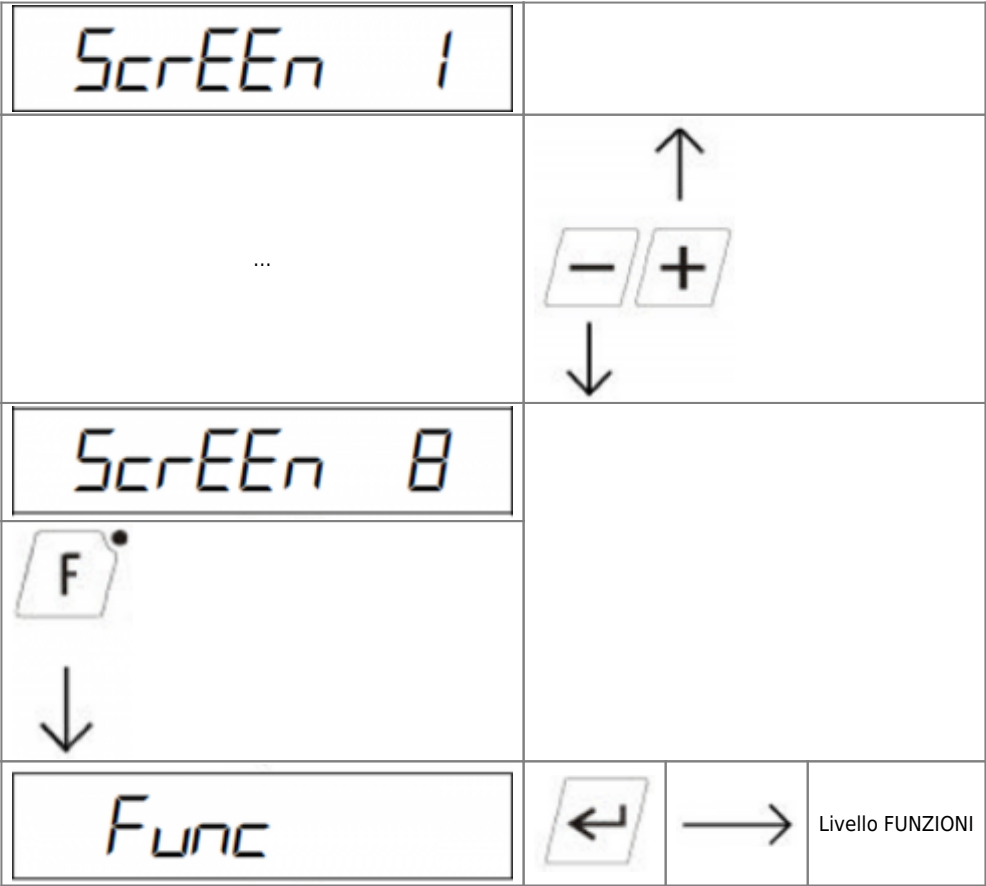 ScrEEn 1
...
− +
ScrEEn 8
F
Func
Livello FUNZIONI